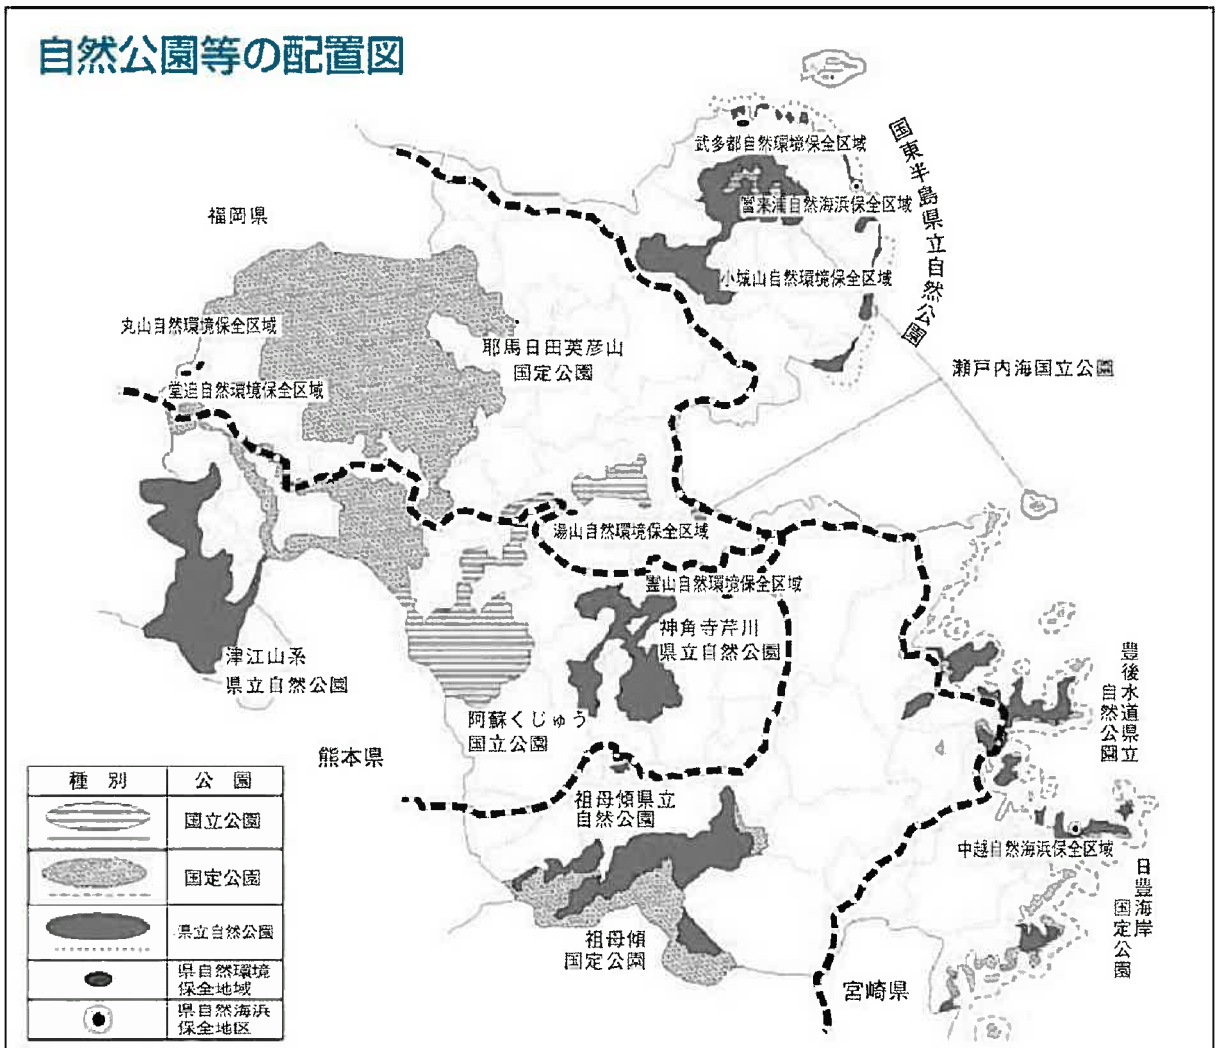 自然公園等の配置図
武多都自然環境保全区域
国東半島県立自然公園
富来浦自然海浜保全区域
福岡県
小城山自然環境保全区域
丸山自然環境保全区域
耶馬日田英彦山
国定公園
瀬戸内海国立公園
堂迫自然環境保全区域
湯山自然環境保全区域
霊山自然環境保全区域
神角寺芹川
県立自然公園
津江山系
県立自然公園
豊後水道県立
自然公園
阿蘇くじゅう
国立公園
熊本県
祖母傾県立
自然公園
中越自然海浜保全区域
日豊海岸
国定公園
祖母傾
国定公園
宮崎県
種別 公園
国立公園
国定公園
県立自然公園
県自然環境
保全地域
県自然海浜
保全地区